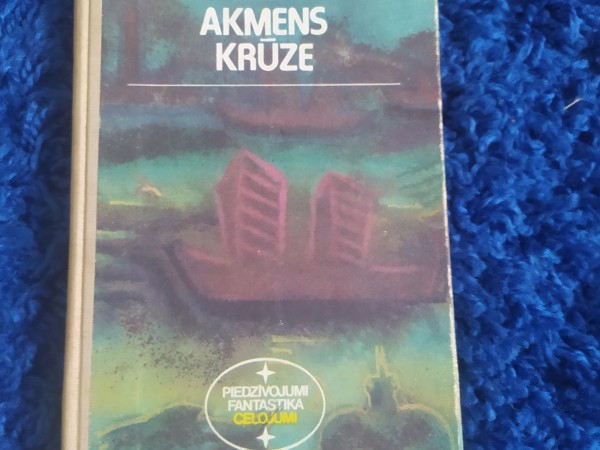 AKMENS
KRŪZE
PIEDZĪVOJUMI
FANTASTIKA
CEĻOJUMI